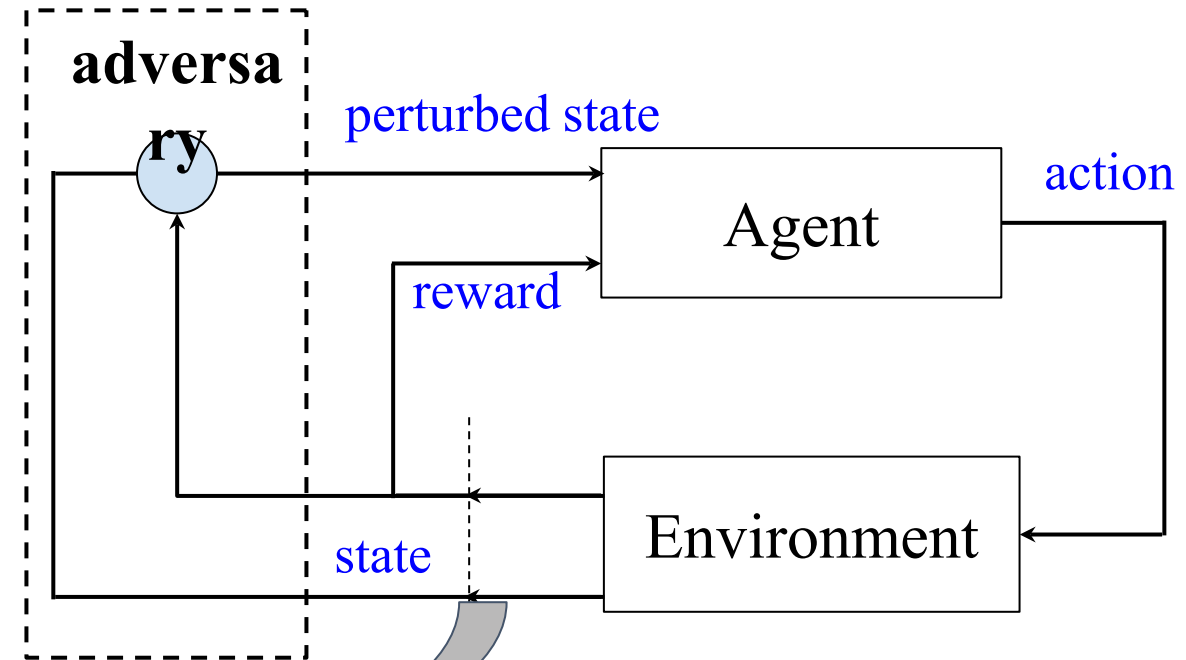 adversa
ry
perturbed state
action
Agent
reward
Environment
state